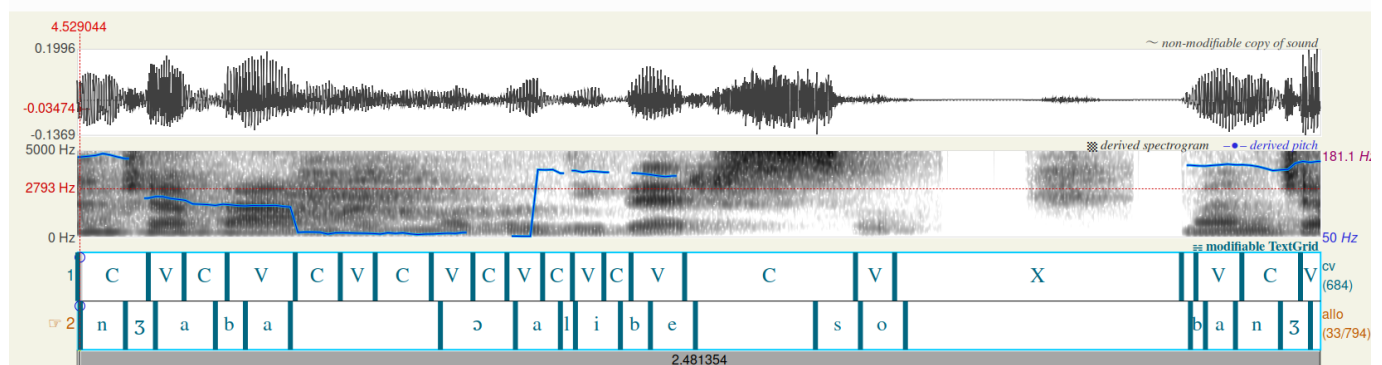 4.529044
0.1996
~ non-modifiable copy of sound
-0.03474
-0.1369
5000 Hz
derived spectrogram derived pitch
181.1 Hz
2793 Hz
0 Hz
50 Hz
modifiable TextGrid
1 C V C V C V C V C V C V C V C V X V C V cv (684)
2 n ʒ a b a ɔ a l i b e s o b a n ʒ allo (33/794)
2.481354